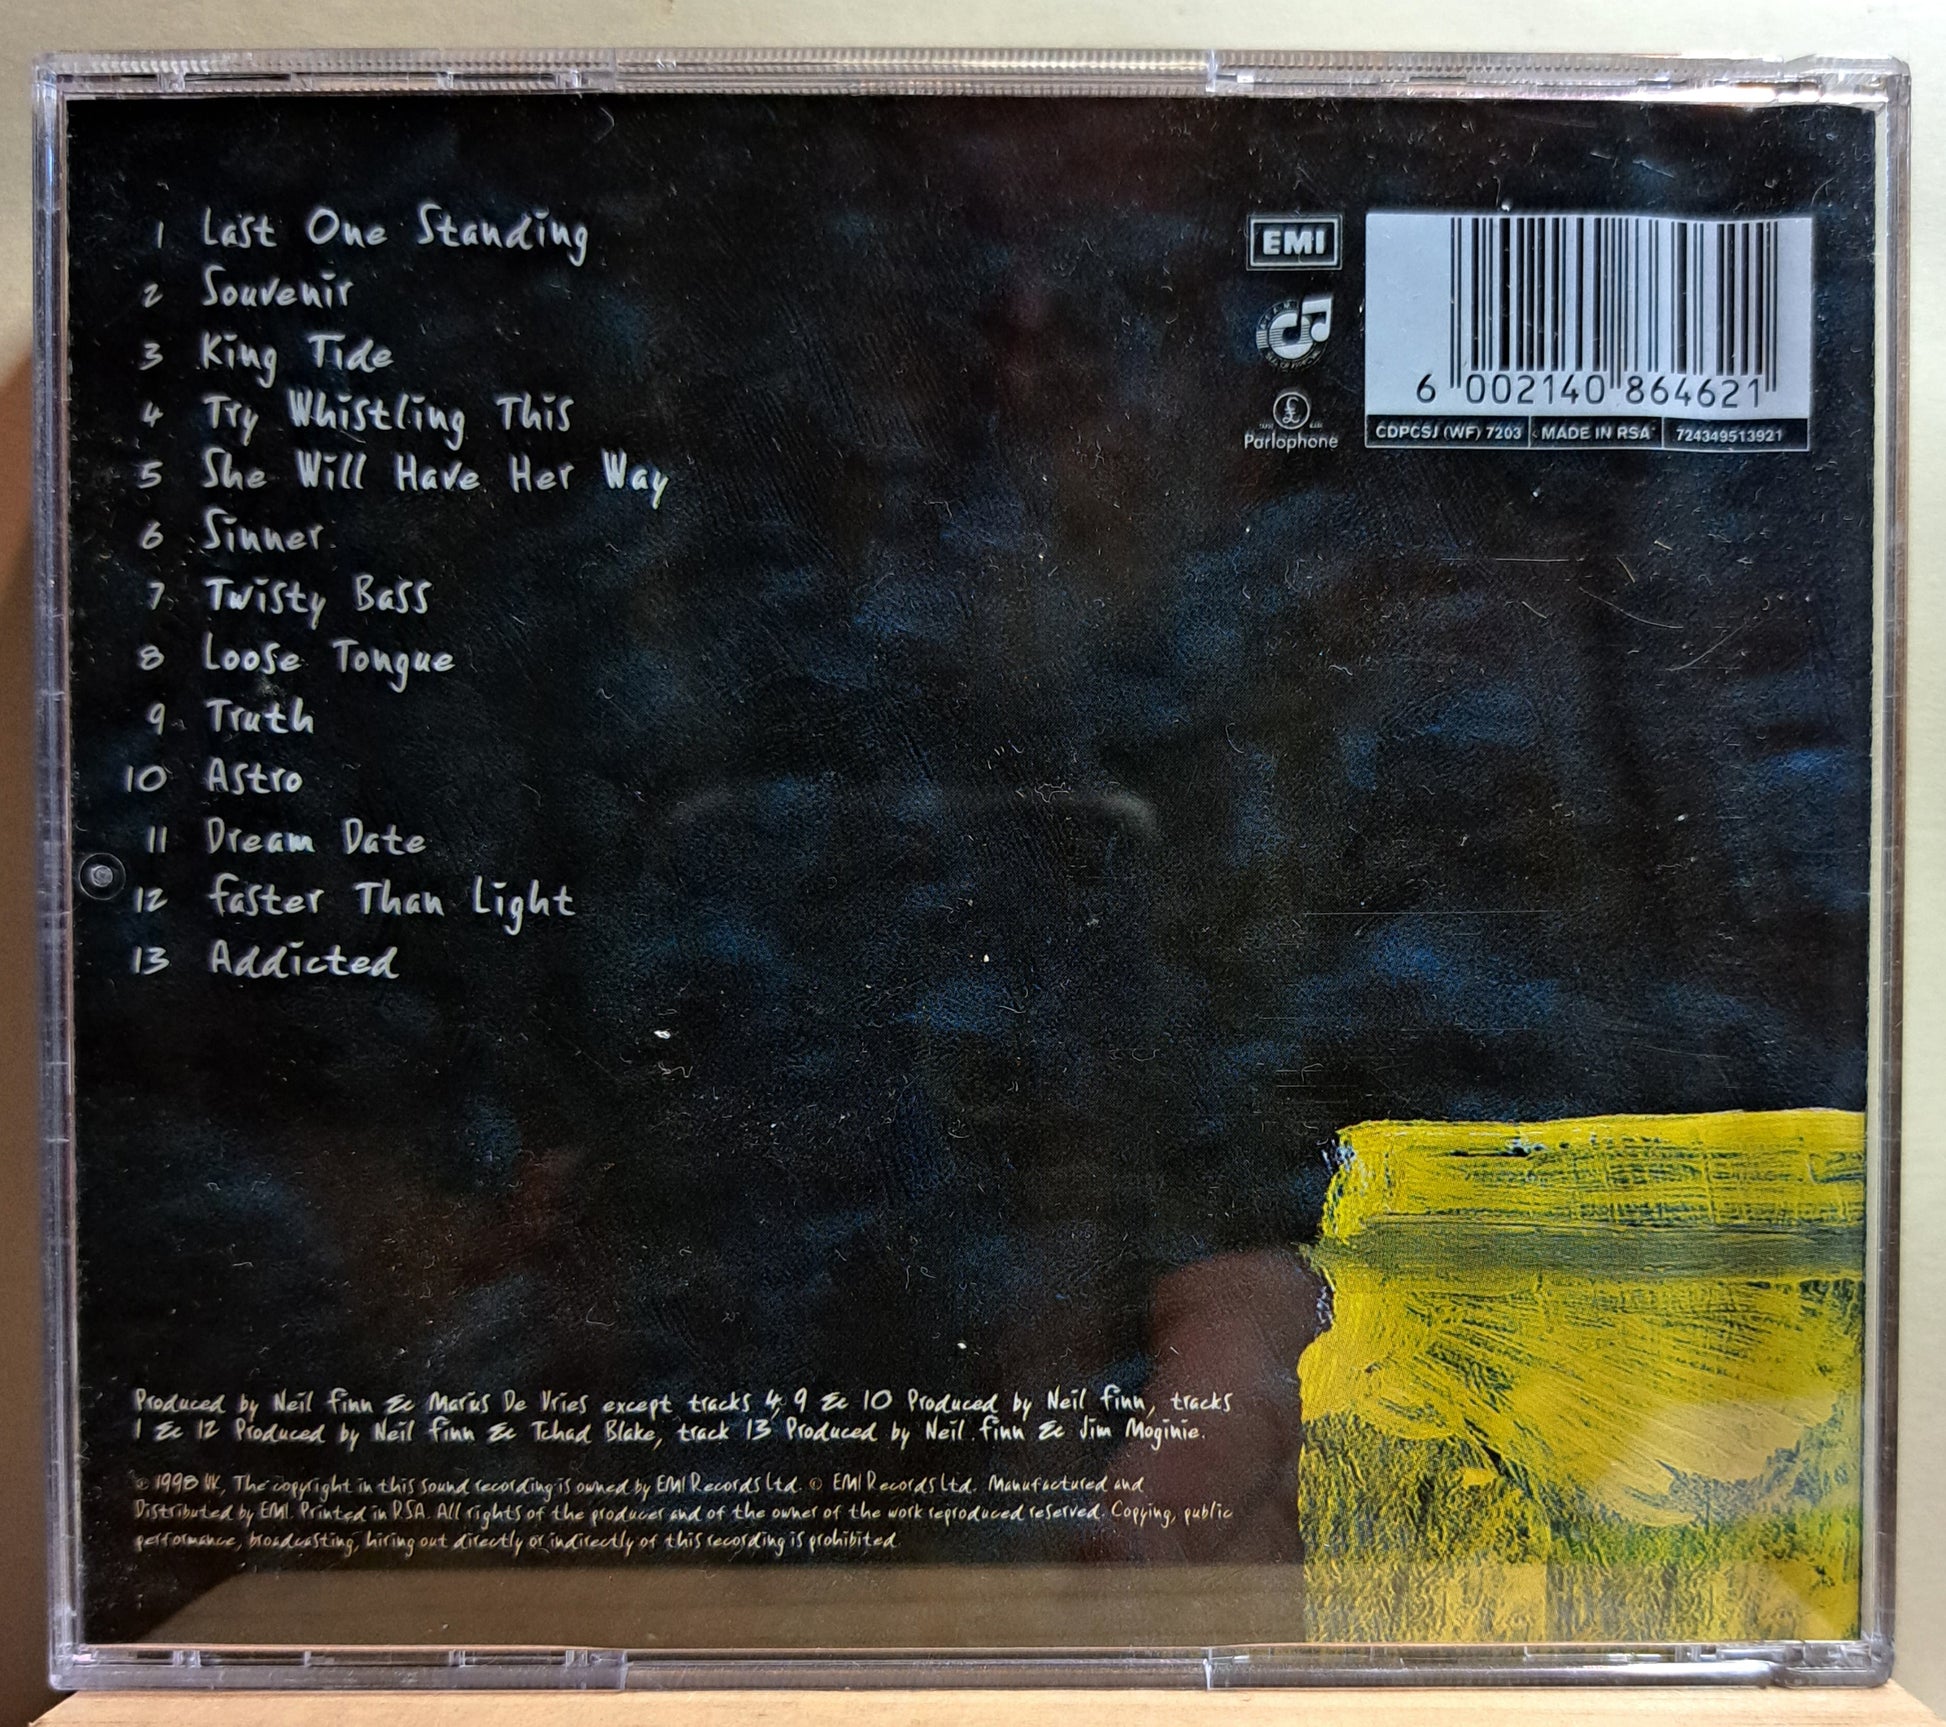 1 Last One Standing
2 Souvenir
3 King Tide
4 Try Whistling This
5 She Will Have Her Way
6 Sinner
7 Twisty Bass
8 Loose Tongue
9 Truth
10 Astro
11 Dream Date
12 Faster Than Light
13 Addicted
EMI
£
Parlophone
6 002140 864621
CDPCSJ (WF) 7203 MADE IN RSA 724349513921
Produced by Neil Finn & Marius De Vries except tracks 4, 9 & 10 Produced by Neil Finn, tracks
1 & 12 Produced by Neil Finn & Tchad Blake, track 13 Produced by Neil Finn & Jim Moginie.
℗ 1998 UK, The copyright in this sound recording is owned by EMI Records Ltd. © EMI Records Ltd. Manufactured and
Distributed by EMI. Printed in RSA. All rights of the producer and of the owner of the work reproduced reserved. Copying, public
performance, broadcasting, hiring out directly or indirectly of this recording is prohibited